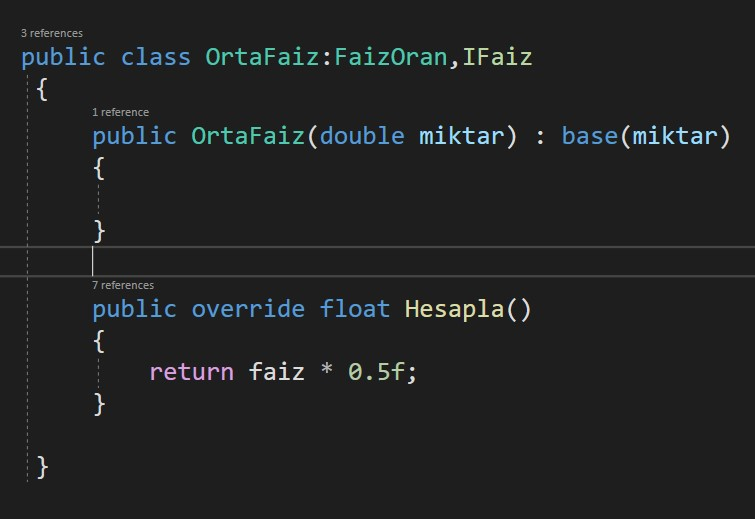 3 references
public class OrtaFaiz:FaizOran,IFaiz
{
1 reference
public OrtaFaiz(double miktar) : base(miktar)
{
}
7 references
public override float Hesapla()
{
return faiz * 0.5f;
}
}